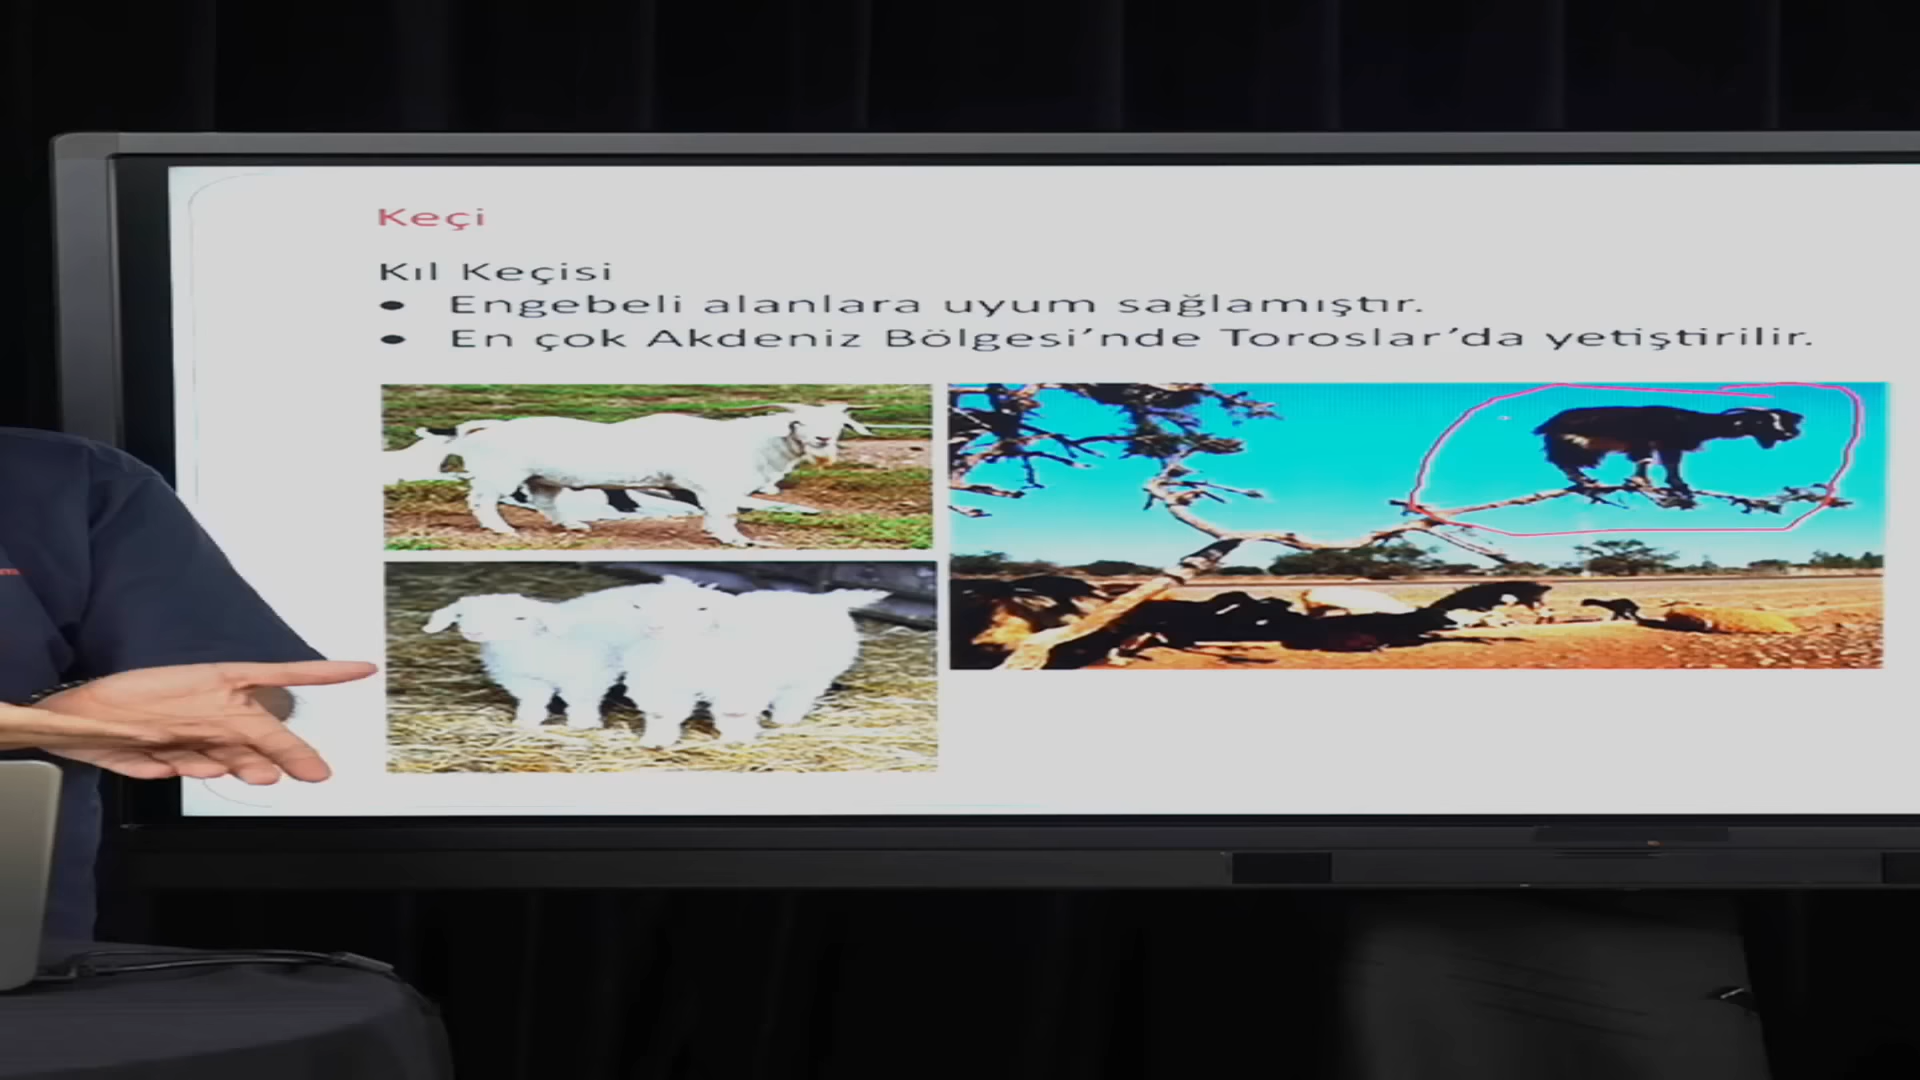 Keçi
Kıl Keçisi
• Engebeli alanlara uyum sağlamıştır.
• En çok Akdeniz Bölgesi’nde Toroslar’da yetiştirilir.